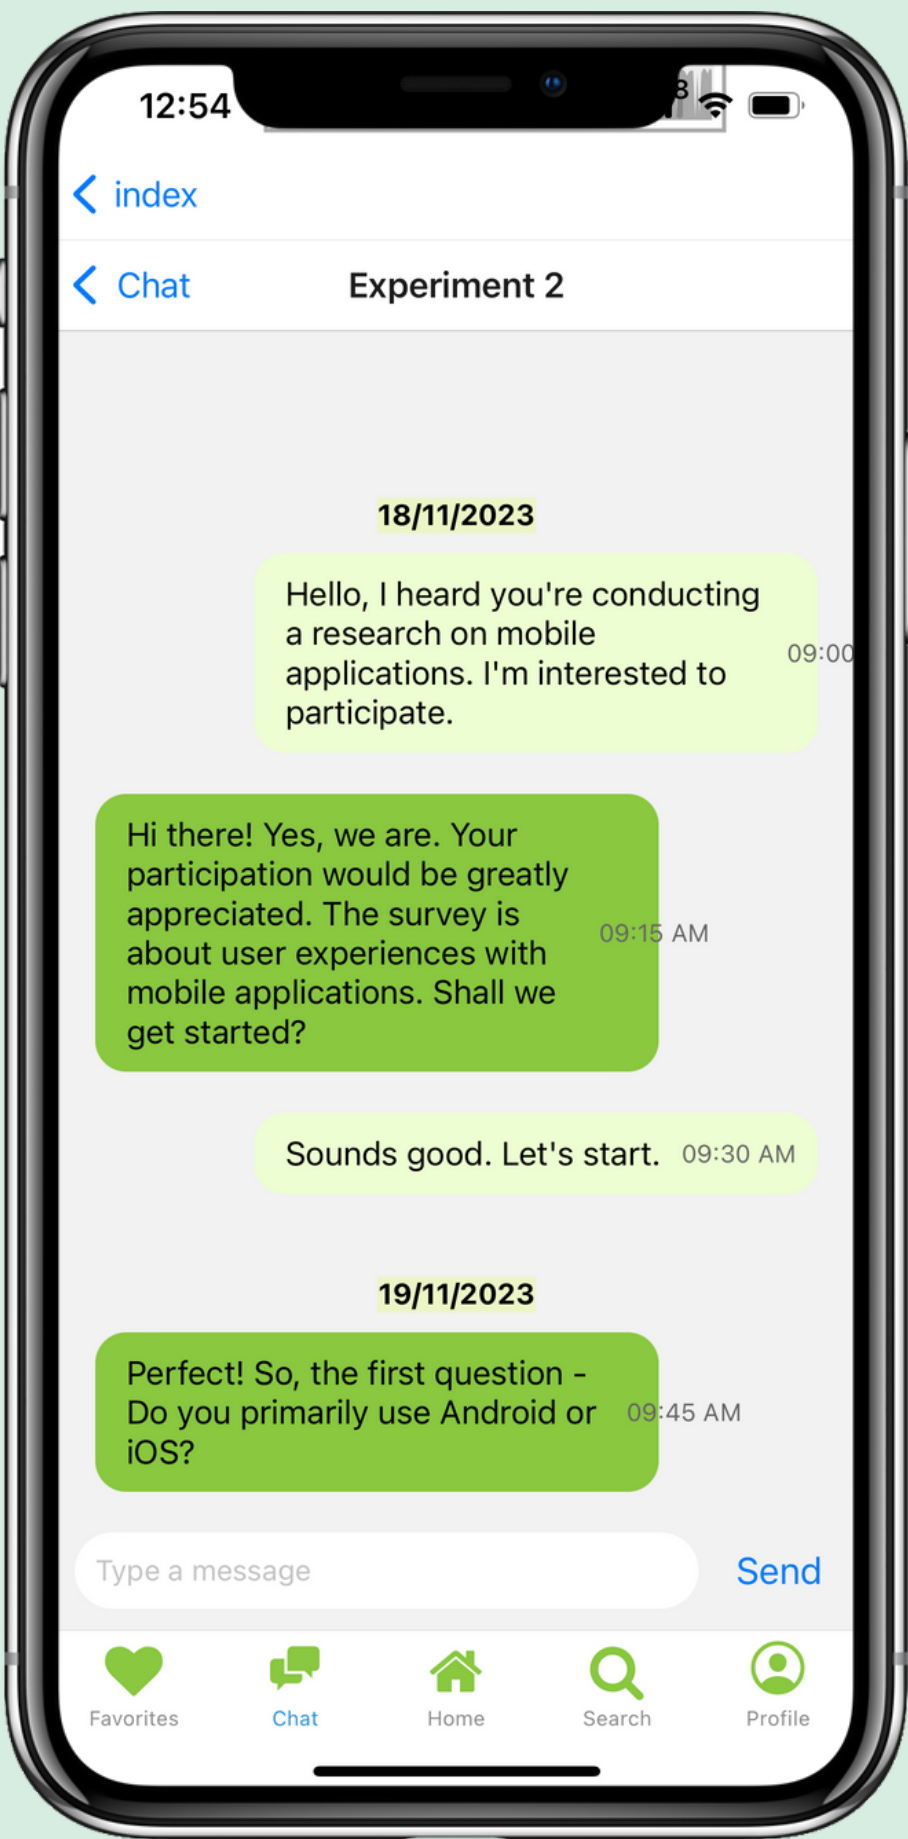 12:54
index
Chat
Experiment 2
18/11/2023
Hello, I heard you're conducting
a research on mobile
applications. I'm interested to
participate.
09:00
Hi there! Yes, we are. Your
participation would be greatly
appreciated. The survey is
about user experiences with
mobile applications. Shall we
get started?
09:15 AM
Sounds good. Let's start.
09:30 AM
19/11/2023
Perfect! So, the first question -
Do you primarily use Android or
iOS?
09:45 AM
Type a message
Send
Favorites
Chat
Home
Search
Profile